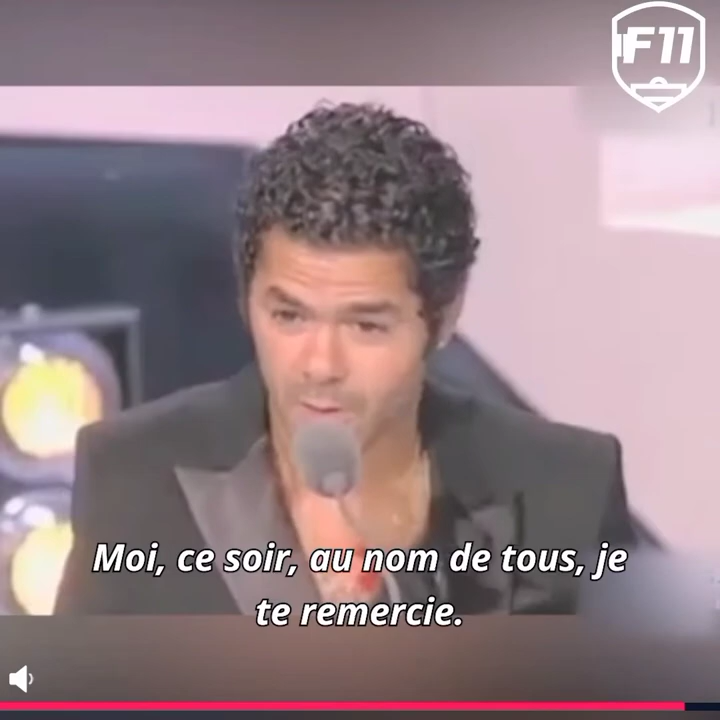 F11
Moi, ce soir, au nom de tous, je
te remercie.